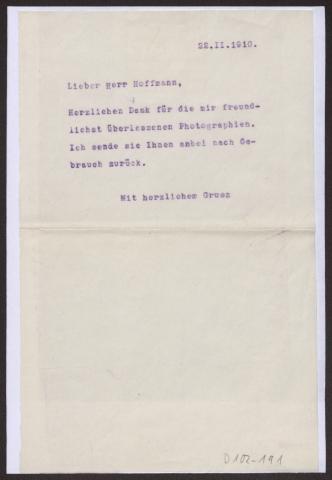 22.II.1910.
Lieber Herr Hoffmann,
Herzlichen Dank für die mir freund-
lichst überlassenen Photographien.
Ich sende sie Ihnen anbei nach Ge-
brauch zurück.
Mit herzlichem Grusz
D102-191